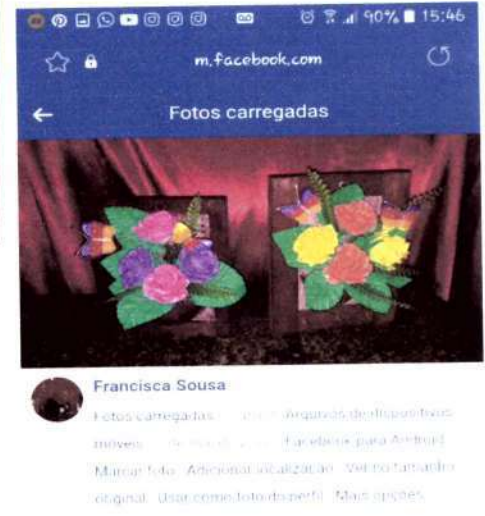 90% 15:46
m.facebook.com
Fotos carregadas
Francisca Sousa
Fotos carregadas Arquivos de dispositivos
móveis Facebook para Android
Marcar foto Adicionar localização Ver no tamanho
original Usar como foto do perfil Mais opções